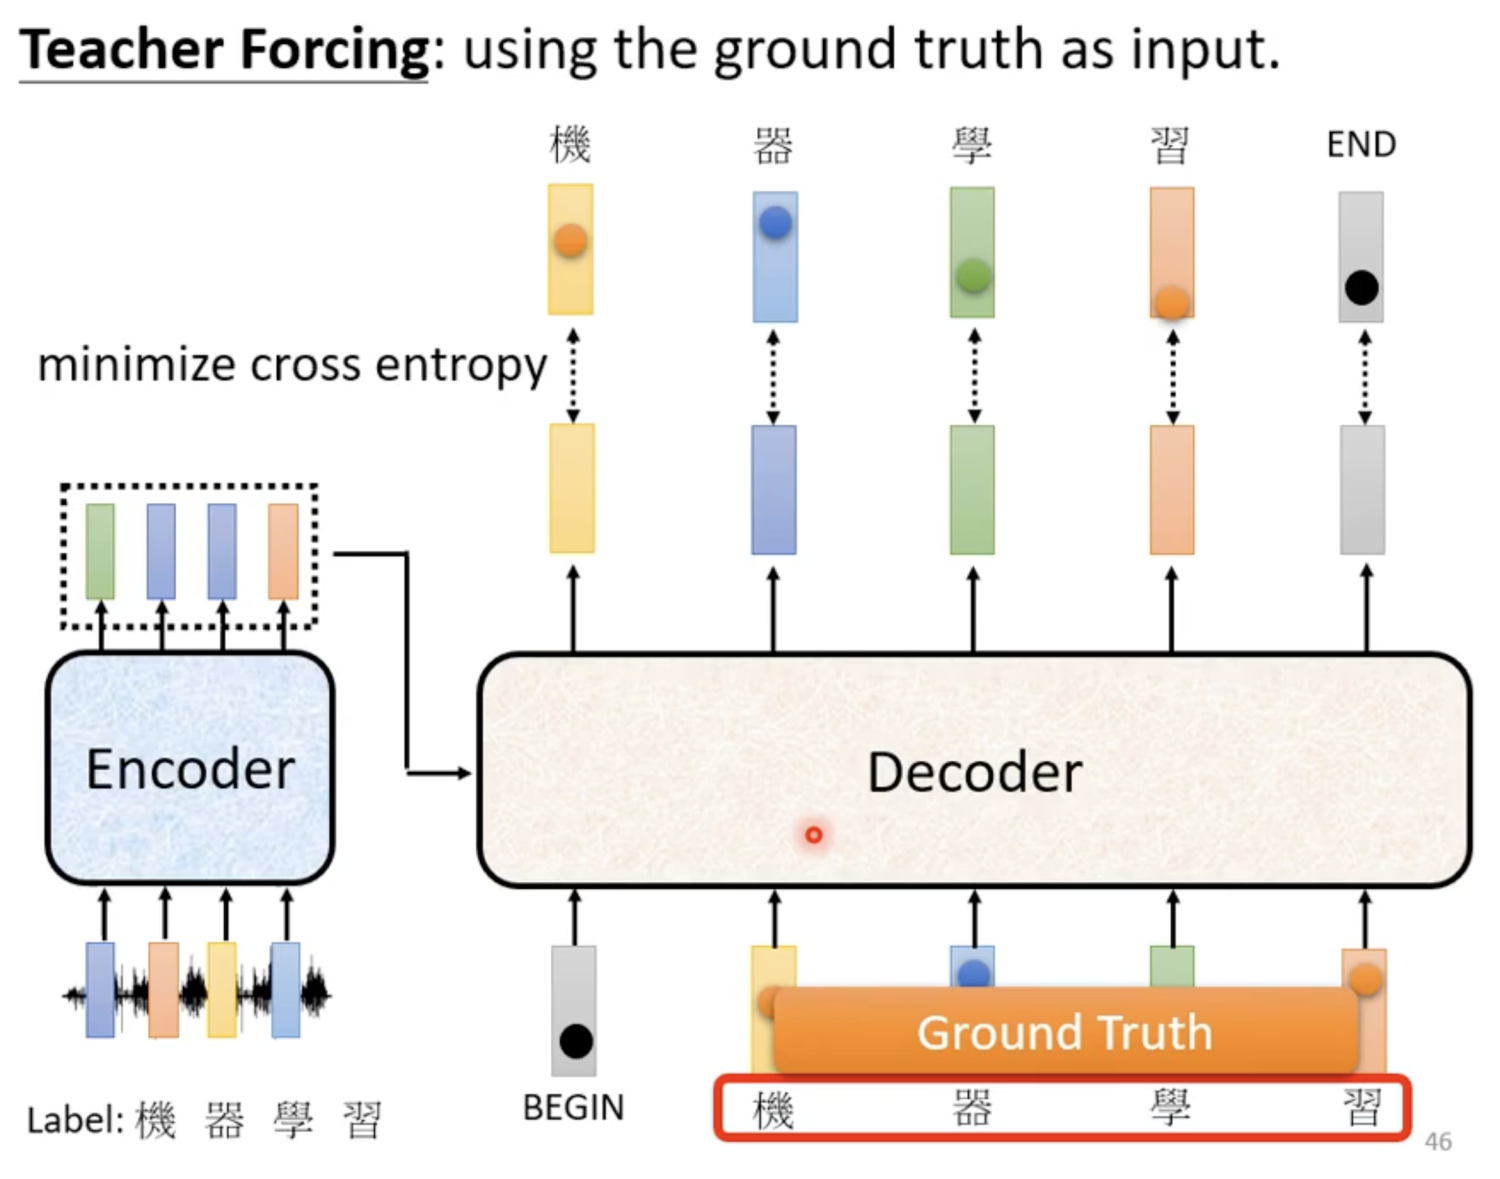 Teacher Forcing: using the ground truth as input.
機 器 學 習 END
minimize cross entropy
Encoder
Decoder
Ground Truth
BEGIN 機 器 學 習
Label: 機 器 學 習
46